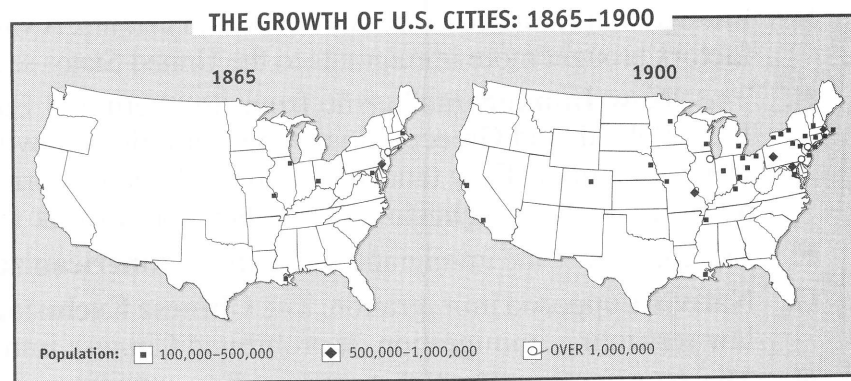 THE GROWTH OF U.S. CITIES: 1865–1900
1865
1900
Population:
100,000–500,000
500,000–1,000,000
OVER 1,000,000